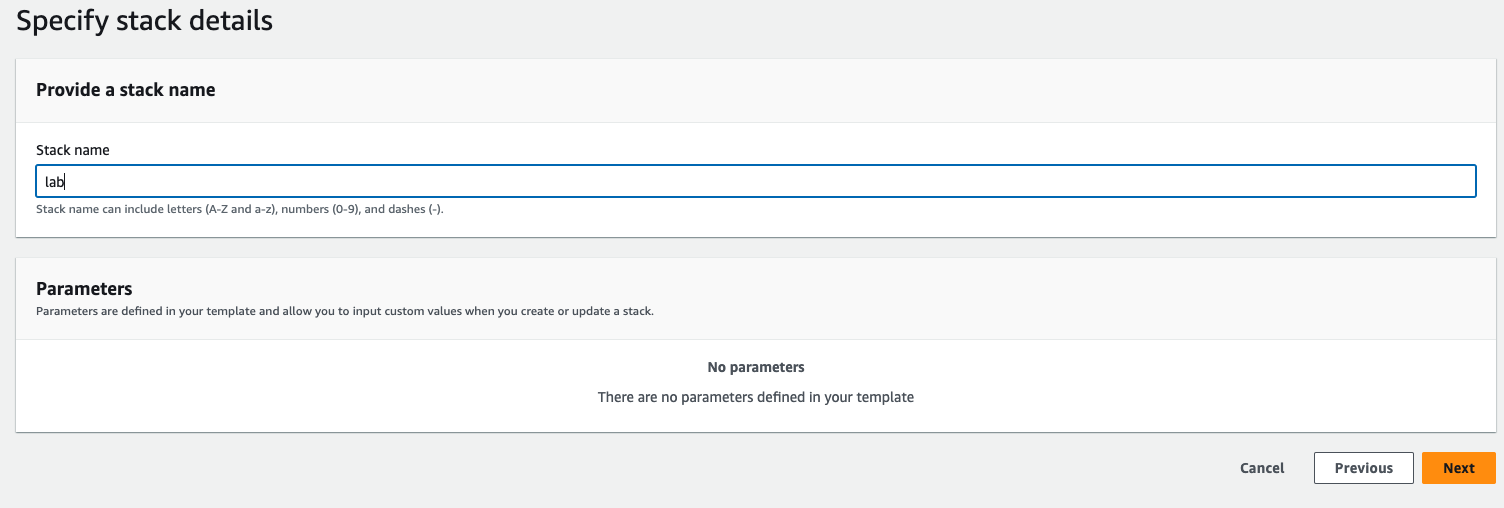 Specify stack details
Provide a stack name
Stack name
lab
Stack name can include letters (A-Z and a-z), numbers (0-9), and dashes (-).
Parameters
Parameters are defined in your template and allow you to input custom values when you create or update a stack.
No parameters
There are no parameters defined in your template
Cancel Previous Next